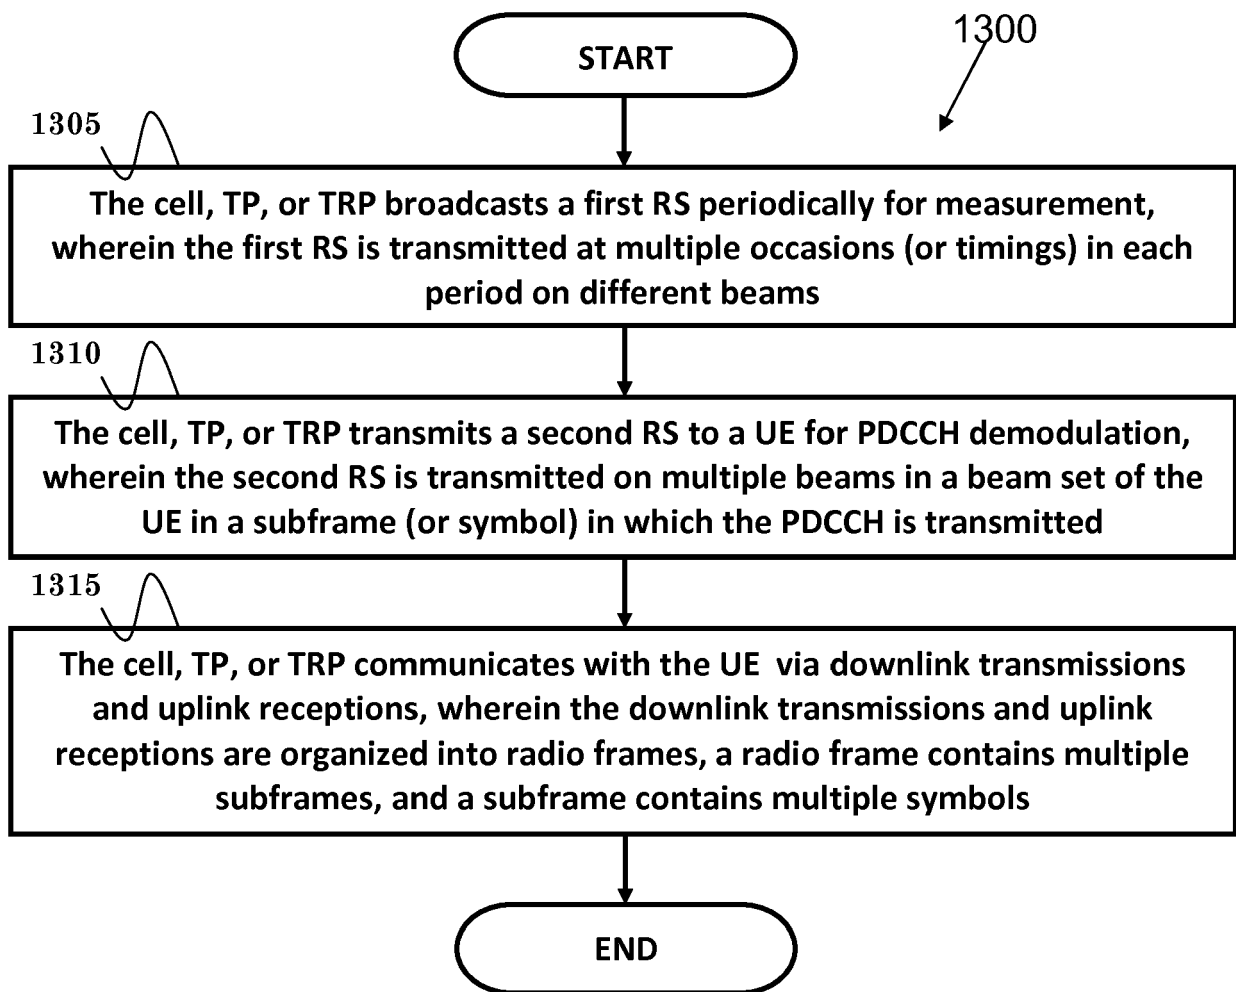 START
1300
1305
The cell, TP, or TRP broadcasts a first RS periodically for measurement,
wherein the first RS is transmitted at multiple occasions (or timings) in each
period on different beams
1310
The cell, TP, or TRP transmits a second RS to a UE for PDCCH demodulation,
wherein the second RS is transmitted on multiple beams in a beam set of the
UE in a subframe (or symbol) in which the PDCCH is transmitted
1315
The cell, TP, or TRP communicates with the UE via downlink transmissions
and uplink receptions, wherein the downlink transmissions and uplink
receptions are organized into radio frames, a radio frame contains multiple
subframes, and a subframe contains multiple symbols
END